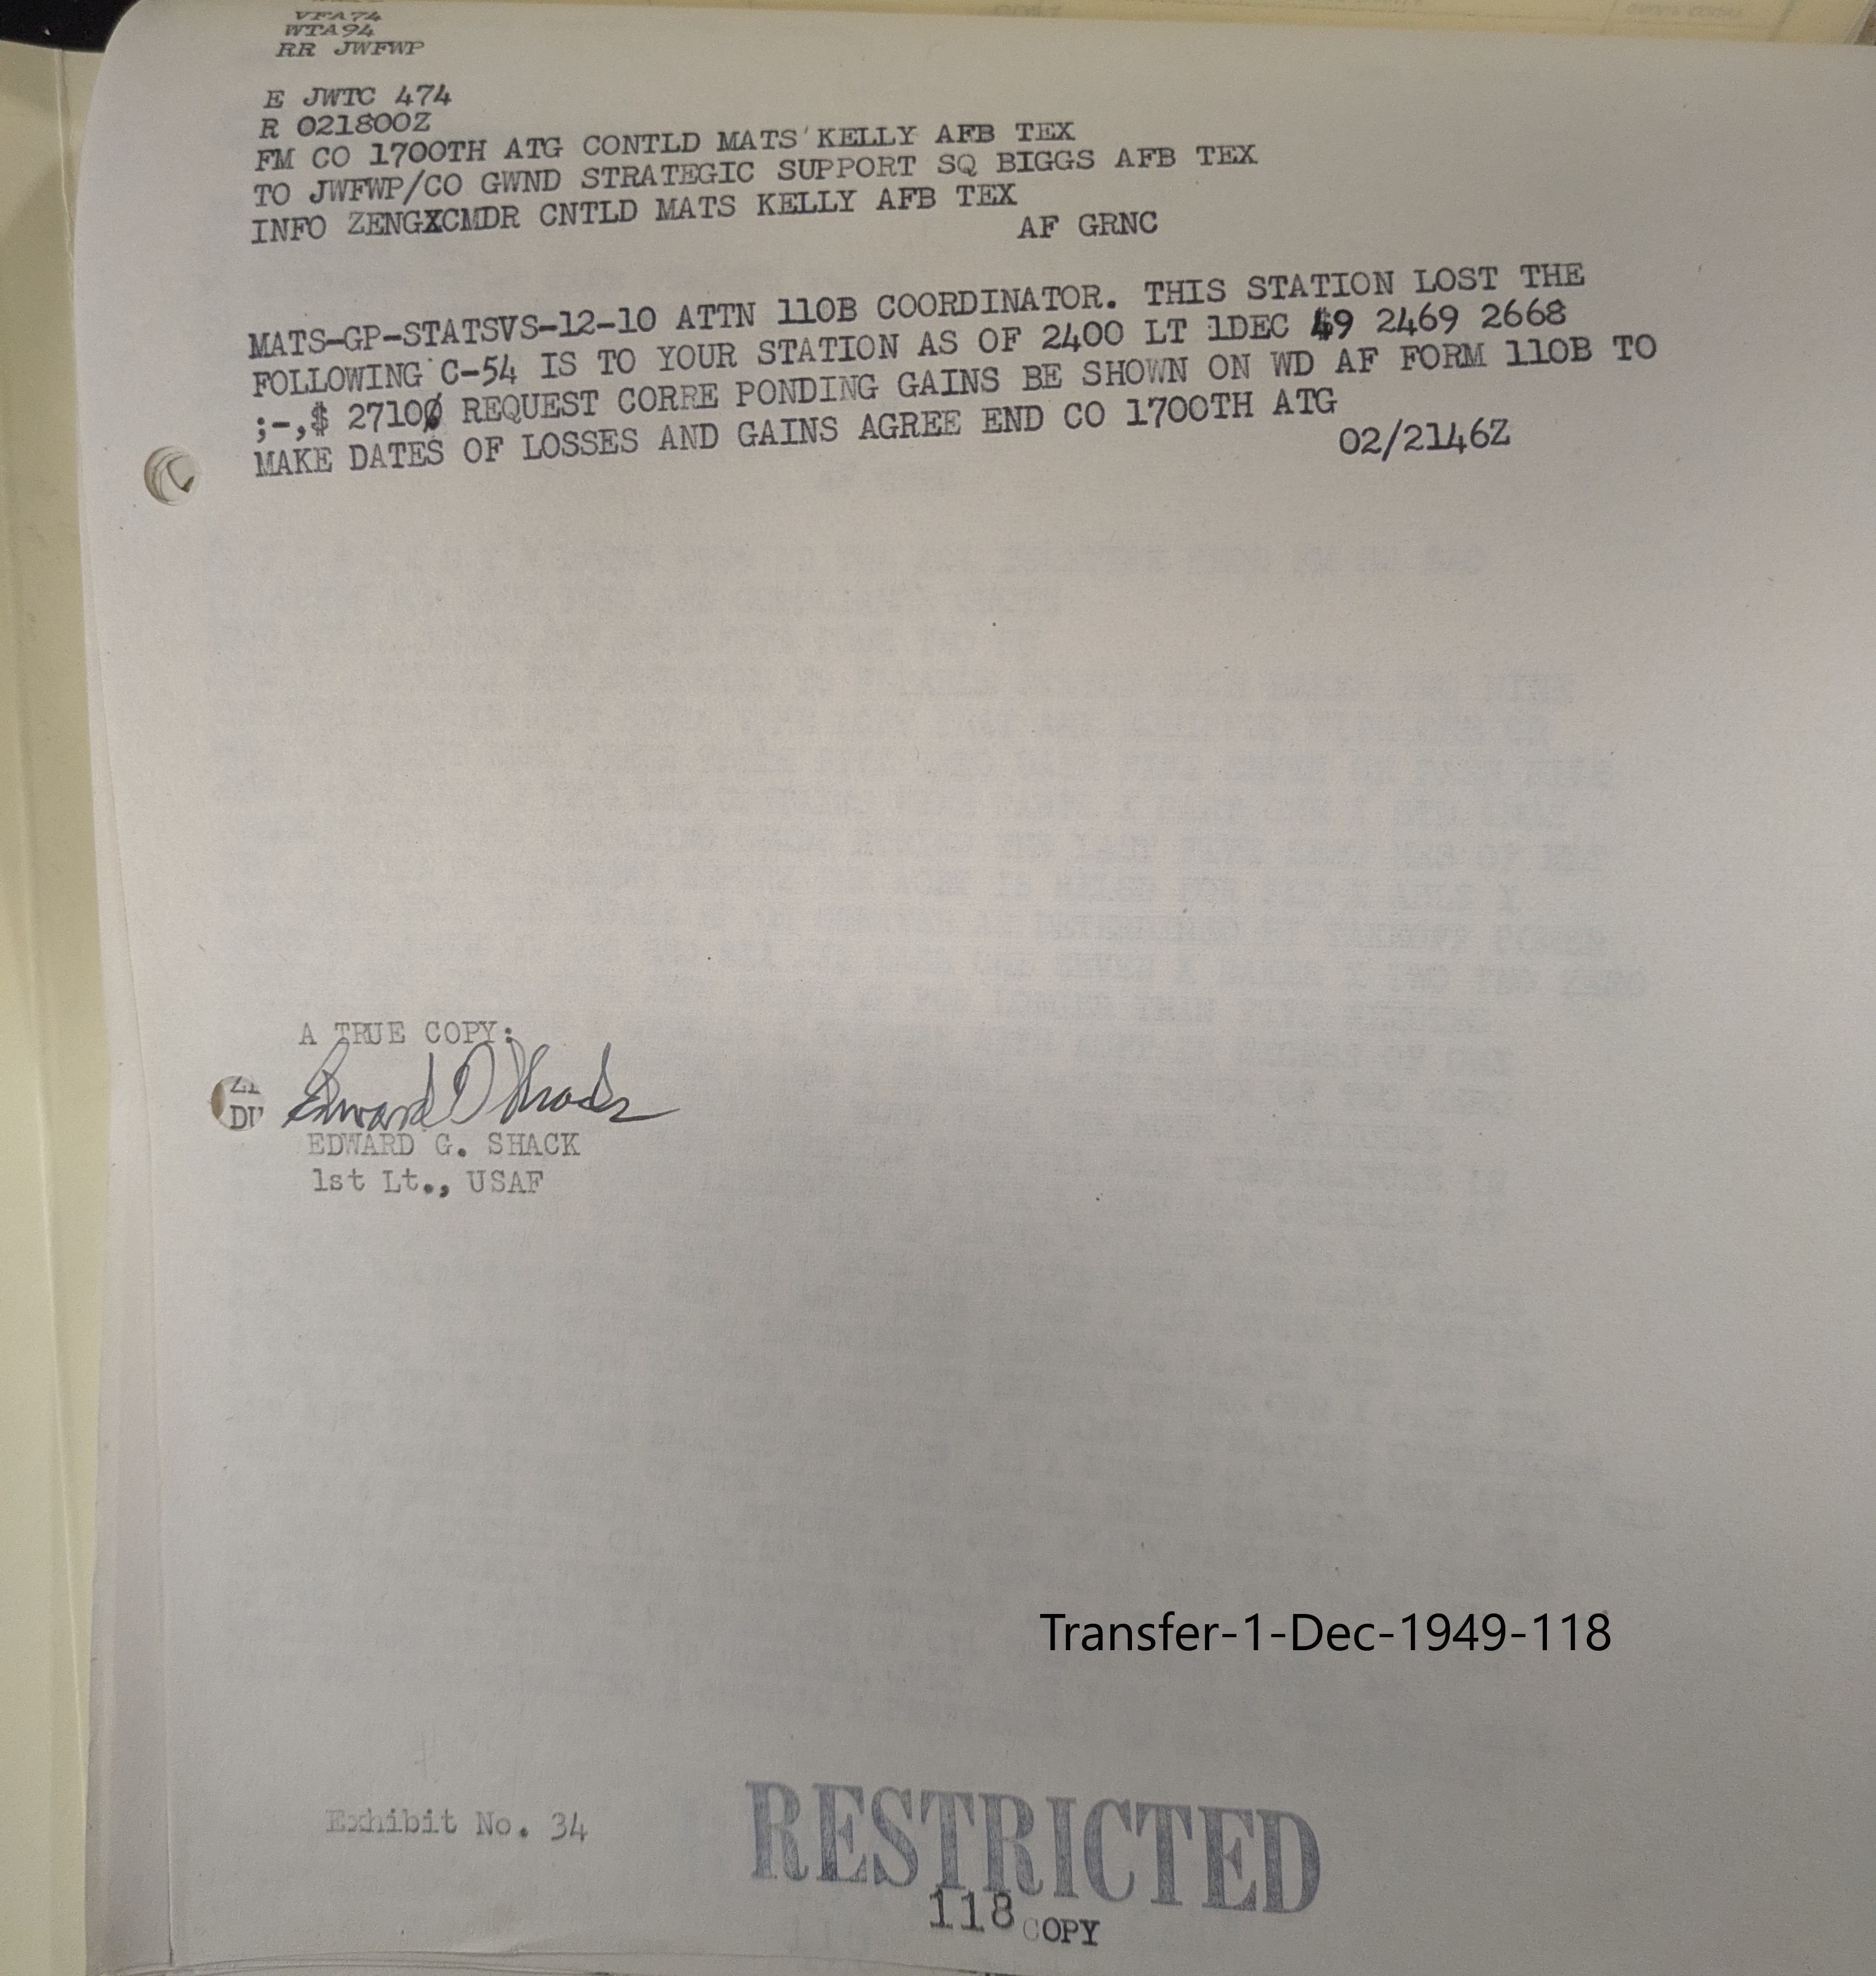 VFA74
WTA94
RR JWFWP
E JWTC 474
R 021800Z
FM CO 1700TH ATG CONTLD MATS KELLY AFB TEX
TO JWFWP/CO GWND STRATEGIC SUPPORT SQ BIGGS AFB TEX
INFO ZENGXCMDR CNTLD MATS KELLY AFB TEX
AF GRNC
MATS-GP-STATSVS-12-10 ATTN 110B COORDINATOR. THIS STATION LOST THE
FOLLOWING C-54 IS TO YOUR STATION AS OF 2400 LT 1DEC 49 2469 2668
;-,$ 27100 REQUEST CORRE PONDING GAINS BE SHOWN ON WD AF FORM 110B TO
MAKE DATES OF LOSSES AND GAINS AGREE END CO 1700TH ATG
02/2146Z
A TRUE COPY:
EDWARD G. SHACK
1st Lt., USAF
Transfer-1-Dec-1949-118
Exhibit No. 34
RESTRICTED
118 COPY